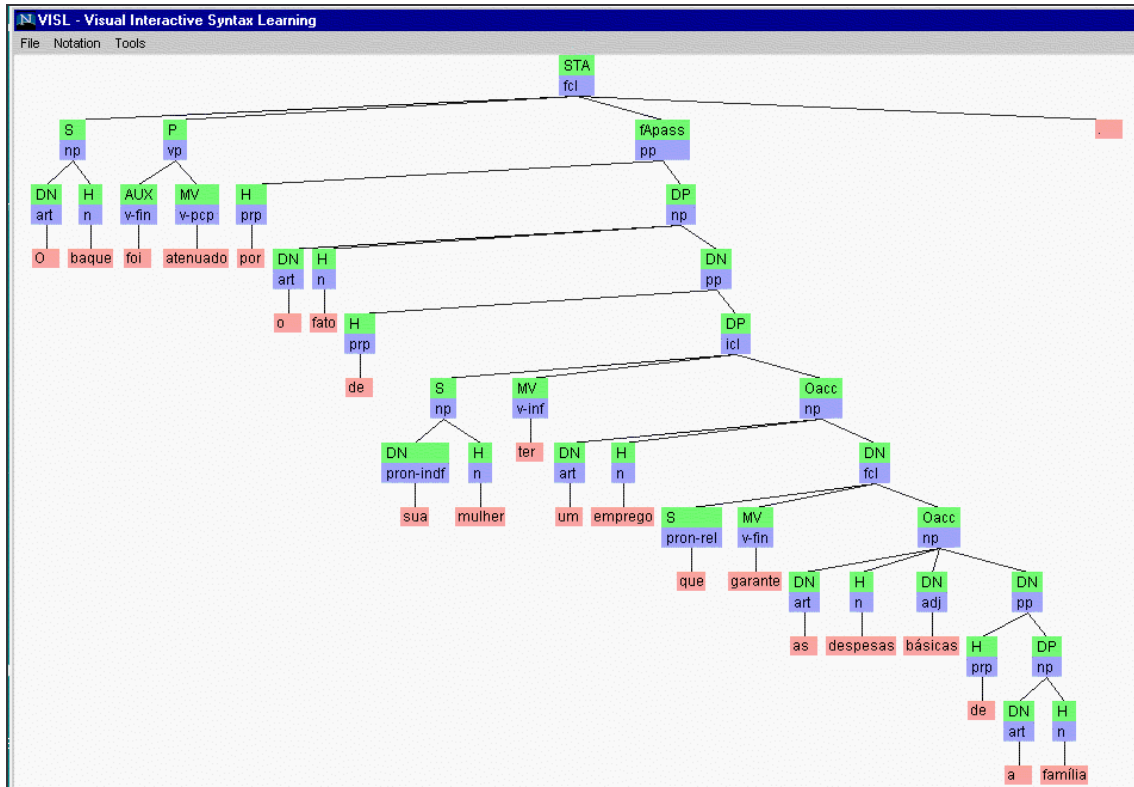 VISL - Visual Interactive Syntax Learning
File Notation Tools
STA
fcl
S P fApass .
np vp pp
DN H AUX MV H DP
art n v-fin v-pcp prp np
O baque foi atenuado por DN H DN
art n pp
o fato H DP
prp icl
de S MV Oacc
np v-inf np
DN H ter DN H DN
pron-indf n art n fcl
sua mulher um emprego S MV Oacc
pron-rel v-fin np
que garante DN H DN DN
art n adj pp
as despesas básicas H DP
prp np
de DN H
art n
a família